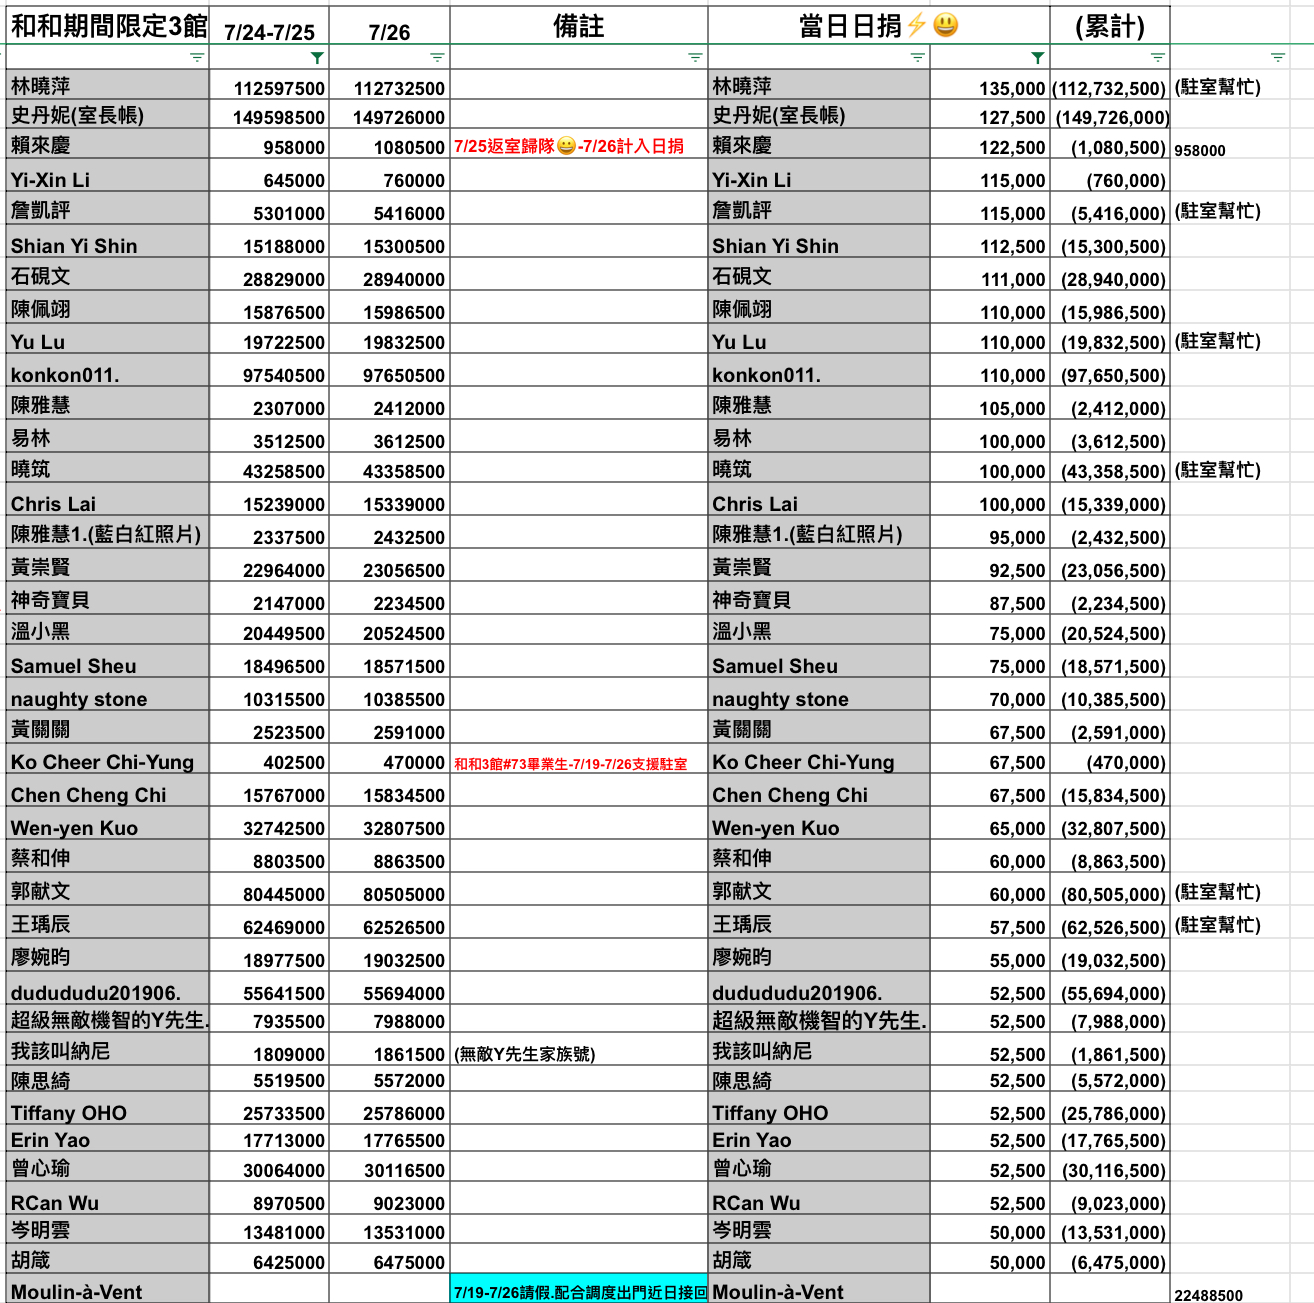 和和期間限定3館 7/24-7/25 7/26 備註 當日日捐⚡😃 (累計)
林曉萍 112597500 112732500 林曉萍 135,000 (112,732,500) (駐室幫忙)
史丹妮(室長帳) 149598500 149726000 史丹妮(室長帳) 127,500 (149,726,000)
賴來慶 958000 1080500 7/25返室歸隊😀-7/26計入日捐 賴來慶 122,500 (1,080,500) 958000
Yi-Xin Li 645000 760000 Yi-Xin Li 115,000 (760,000)
詹凱評 5301000 5416000 詹凱評 115,000 (5,416,000) (駐室幫忙)
Shian Yi Shin 15188000 15300500 Shian Yi Shin 112,500 (15,300,500)
石硯文 28829000 28940000 石硯文 111,000 (28,940,000)
陳佩翊 15876500 15986500 陳佩翊 110,000 (15,986,500)
Yu Lu 19722500 19832500 Yu Lu 110,000 (19,832,500) (駐室幫忙)
konkon011. 97540500 97650500 konkon011. 110,000 (97,650,500)
陳雅慧 2307000 2412000 陳雅慧 105,000 (2,412,000)
易林 3512500 3612500 易林 100,000 (3,612,500)
曉筑 43258500 43358500 曉筑 100,000 (43,358,500) (駐室幫忙)
Chris Lai 15239000 15339000 Chris Lai 100,000 (15,339,000)
陳雅慧1.(藍白紅照片) 2337500 2432500 陳雅慧1.(藍白紅照片) 95,000 (2,432,500)
黃崇賢 22964000 23056500 黃崇賢 92,500 (23,056,500)
神奇寶貝 2147000 2234500 神奇寶貝 87,500 (2,234,500)
溫小黑 20449500 20524500 溫小黑 75,000 (20,524,500)
Samuel Sheu 18496500 18571500 Samuel Sheu 75,000 (18,571,500)
naughty stone 10315500 10385500 naughty stone 70,000 (10,385,500)
黃關關 2523500 2591000 黃關關 67,500 (2,591,000)
Ko Cheer Chi-Yung 402500 470000 和和3館#73畢業生-7/19-7/26支援駐室 Ko Cheer Chi-Yung 67,500 (470,000)
Chen Cheng Chi 15767000 15834500 Chen Cheng Chi 67,500 (15,834,500)
Wen-yen Kuo 32742500 32807500 Wen-yen Kuo 65,000 (32,807,500)
蔡和伸 8803500 8863500 蔡和伸 60,000 (8,863,500)
郭献文 80445000 80505000 郭献文 60,000 (80,505,000) (駐室幫忙)
王瑀辰 62469000 62526500 王瑀辰 57,500 (62,526,500) (駐室幫忙)
廖婉昀 18977500 19032500 廖婉昀 55,000 (19,032,500)
dudududu201906. 55641500 55694000 dudududu201906. 52,500 (55,694,000)
超級無敵機智的Y先生. 7935500 7988000 超級無敵機智的Y先生. 52,500 (7,988,000)
我該叫納尼 1809000 1861500 (無敵Y先生家族號) 我該叫納尼 52,500 (1,861,500)
陳思綺 5519500 5572000 陳思綺 52,500 (5,572,000)
Tiffany OHO 25733500 25786000 Tiffany OHO 52,500 (25,786,000)
Erin Yao 17713000 17765500 Erin Yao 52,500 (17,765,500)
曾心瑜 30064000 30116500 曾心瑜 52,500 (30,116,500)
RCan Wu 8970500 9023000 RCan Wu 52,500 (9,023,000)
岑明雲 13481000 13531000 岑明雲 50,000 (13,531,000)
胡箴 6425000 6475000 胡箴 50,000 (6,475,000)
Moulin-à-Vent 7/19-7/26請假.配合調度出門近日接回 Moulin-à-Vent 22488500